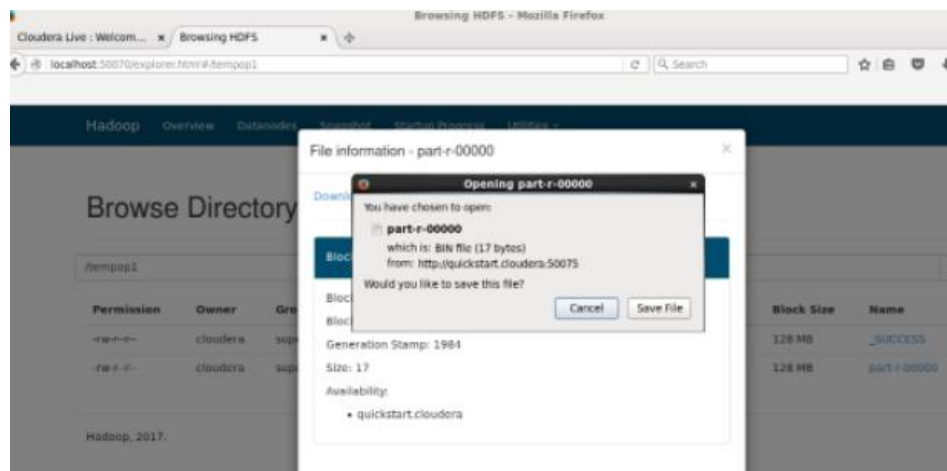 Browsing HDFS - Mozilla Firefox
Cloudera Live : Welcom... × Browsing HDFS ×
localhost:50070/explorer.html#/tempop1 Search
Hadoop Overview Datanodes Snapshot Startup Progress Utilities
File information - part-r-00000 ×
Browse Directory
Opening part-r-00000 ×
You have chosen to open:
part-r-00000
which is: BIN file (17 bytes)
from: http://quickstart.cloudera:50075
Would you like to save this file?
Cancel Save File
/tempop1
Permission Owner Block Size Name
-rw-r--r-- cloudera 128 MB _SUCCESS
-rw-r--r-- cloudera 128 MB part-r-00000
Generation Stamp: 1984
Size: 17
Availability:
• quickstart.cloudera
Hadoop, 2017.